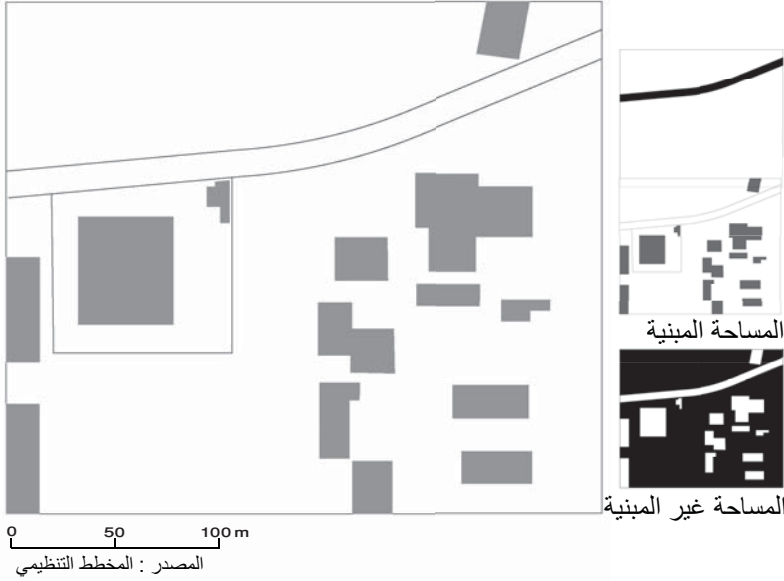 المساحة المبنية
المساحة غير المبنية
0 50 100 m
المصدر : المخطط التنظيمي